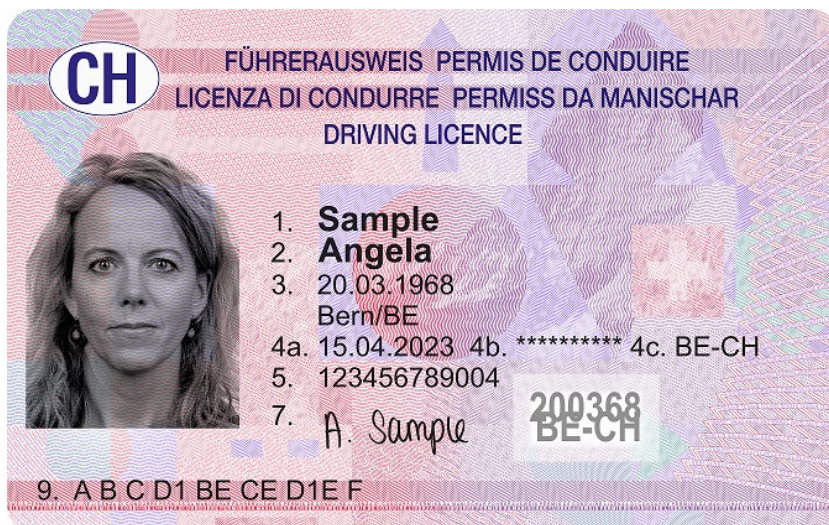 CH
FÜHRERAUSWEIS PERMIS DE CONDUIRE
LICENZA DI CONDURRE PERMISS DA MANISCHAR
DRIVING LICENCE
1. Sample
2. Angela
3. 20.03.1968
Bern/BE
4a. 15.04.2023 4b. ********** 4c. BE-CH
5. 123456789004
7. A. Sample
200368
BE-CH
9. A B C D1 BE CE D1E F